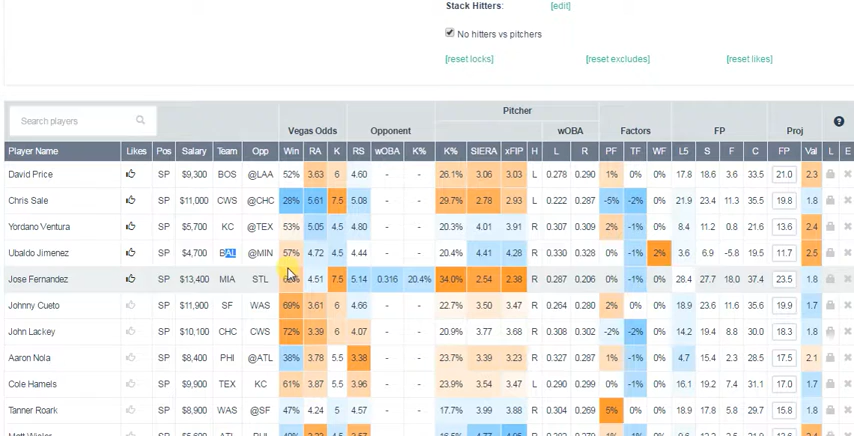 Stack Hitters: [edit]
No hitters vs pitchers
[reset locks] [reset excludes] [reset likes]
Search players Vegas Odds Opponent Pitcher wOBA Factors FP Proj ?
Player Name Likes Pos Salary Team Opp Win RA K RS wOBA K% K% SIERA xFIP H L R PF TF WF L5 S F C FP Val L E
David Price SP $9,300 BOS @LAA 52% 3.63 6 4.60 - - 26.1% 3.06 3.03 L 0.278 0.290 1% 0% 0% 17.8 18.6 3.6 33.5 21.0 2.3
Chris Sale SP $11,000 CWS @CHC 28% 5.61 7.5 5.08 - - 29.7% 2.78 2.93 L 0.222 0.287 -5% -2% 0% 21.9 23.4 11.3 35.5 19.8 1.8
Yordano Ventura SP $5,700 KC @TEX 53% 5.05 4.5 4.80 - - 20.3% 4.01 3.91 R 0.307 0.309 2% -1% 0% 8.4 11.2 0.8 21.6 13.6 2.4
Ubaldo Jimenez SP $4,700 BAL @MIN 57% 4.72 4.5 4.44 - - 20.4% 4.41 4.28 R 0.330 0.328 0% -1% 2% 3.6 6.9 -5.8 19.5 11.7 2.5
Jose Fernandez SP $13,400 MIA STL 4.51 7.5 5.14 0.316 20.4% 34.0% 2.54 2.38 R 0.287 0.206 0% -1% 0% 28.4 27.7 18.0 37.4 23.5 1.8
Johnny Cueto SP $11,900 SF WAS 69% 3.61 6 4.66 - - 22.7% 3.50 3.47 R 0.264 0.280 2% 0% 0% 18.9 23.6 11.6 35.6 19.9 1.7
John Lackey SP $10,100 CHC CWS 72% 3.39 6 4.07 - - 20.9% 3.77 3.68 R 0.308 0.302 -2% -2% 0% 14.2 19.4 8.8 30.0 18.3 1.8
Aaron Nola SP $8,400 PHI @ATL 38% 3.78 5.5 3.38 - - 23.7% 3.39 3.23 R 0.327 0.287 1% -1% 0% 4.7 15.4 2.3 28.5 17.5 2.1
Cole Hamels SP $9,900 TEX KC 61% 3.87 5.5 3.96 - - 23.9% 3.54 3.47 L 0.290 0.299 0% -1% 0% 16.1 19.2 7.4 31.1 17.0 1.7
Tanner Roark SP $8,900 WAS @SF 47% 4.24 5 4.57 - - 17.7% 3.99 3.88 R 0.304 0.269 5% 0% 0% 18.9 17.8 5.8 29.7 15.8 1.8